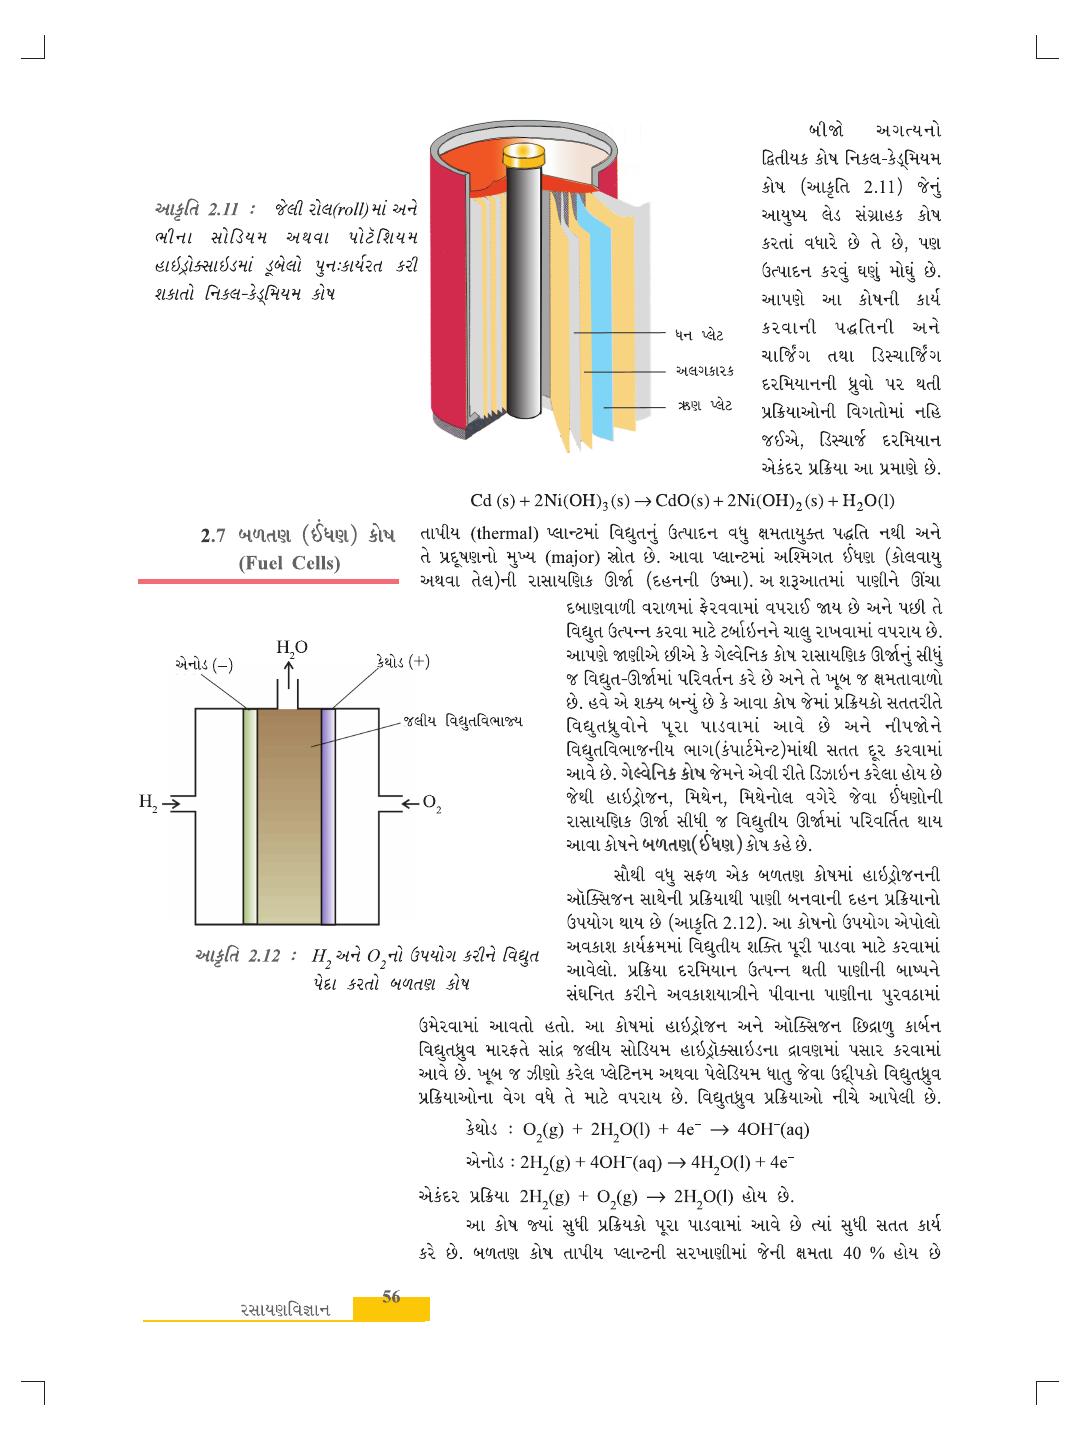 બીજો અગત્યનો
દ્વિતીયક કોષ નિકલ-કેડ્મિયમ
કોષ (આકૃતિ 2.11) જેનું
આયુષ્ય લેડ સંગ્રાહક કોષ
કરતાં વધારે છે તે છે, પણ
ઉત્પાદન કરવું ઘણું મોઘું છે.
આપણે આ કોષની કાર્ય
કરવાની પદ્ધતિની અને
ચાર્જિંગ તથા ડિસ્ચાર્જિંગ
દરમિયાનની ધ્રુવો પર થતી
પ્રક્રિયાઓની વિગતોમાં નહિ
જઈએ, ડિસ્ચાર્જ દરમિયાન
એકંદર પ્રક્રિયા આ પ્રમાણે છે.
આકૃતિ 2.11 : જેલી રોલ(roll)માં અને
ભીના સોડિયમ અથવા પોટૅશિયમ
હાઇડ્રોક્સાઇડમાં ડૂબેલો પુનઃકાર્યરત કરી
શકાતો નિકલ-કેડ્મિયમ કોષ
ધન પ્લેટ
અલગકારક
ઋણ પ્લેટ
Cd (s) + 2Ni(OH)₃ (s) → CdO(s) + 2Ni(OH)₂ (s) + H₂O(l)
2.7 બળતણ (ઈંધણ) કોષ
(Fuel Cells)
તાપીય (thermal) પ્લાન્ટમાં વિદ્યુતનું ઉત્પાદન વધુ ક્ષમતાયુક્ત પદ્ધતિ નથી અને
તે પ્રદૂષણનો મુખ્ય (major) સ્રોત છે. આવા પ્લાન્ટમાં અશ્મિગત ઈંધણ (કોલવાયુ
અથવા તેલ)ની રાસાયણિક ઊર્જા (દહનની ઉષ્મા). અ શરૂઆતમાં પાણીને ઊંચા
દબાણવાળી વરાળમાં ફેરવવામાં વપરાઈ જાય છે અને પછી તે
વિદ્યુત ઉત્પન્ન કરવા માટે ટર્બાઇનને ચાલુ રાખવામાં વપરાય છે.
આપણે જાણીએ છીએ કે ગેલ્વેનિક કોષ રાસાયણિક ઊર્જાનું સીધું
જ વિદ્યુત-ઊર્જામાં પરિવર્તન કરે છે અને તે ખૂબ જ ક્ષમતાવાળો
છે. હવે એ શક્ય બન્યું છે કે આવા કોષ જેમાં પ્રક્રિયકો સતતરીતે
વિદ્યુતધ્રુવોને પૂરા પાડવામાં આવે છે અને નીપજોને
વિદ્યુતવિભાજનીય ભાગ(કંપાર્ટમેન્ટ)માંથી સતત દૂર કરવામાં
આવે છે. ગેલ્વેનિક કોષ જેમને એવી રીતે ડિઝાઇન કરેલા હોય છે
જેથી હાઇડ્રોજન, મિથેન, મિથેનોલ વગેરે જેવા ઈંધણોની
રાસાયણિક ઊર્જા સીધી જ વિદ્યુતીય ઊર્જામાં પરિવર્તિત થાય
આવા કોષને બળતણ(ઈંધણ) કોષ કહે છે.
એનોડ (–)
H₂O
કેથોડ (+)
જલીય વિદ્યુતવિભાજ્ય
H₂
O₂
આકૃતિ 2.12 : H₂ અને O₂નો ઉપયોગ કરીને વિદ્યુત
પેદા કરતો બળતણ કોષ
સૌથી વધુ સફળ એક બળતણ કોષમાં હાઇડ્રોજનની
ઑક્સિજન સાથેની પ્રક્રિયાથી પાણી બનવાની દહન પ્રક્રિયાનો
ઉપયોગ થાય છે (આકૃતિ 2.12). આ કોષનો ઉપયોગ એપોલો
અવકાશ કાર્યક્રમમાં વિદ્યુતીય શક્તિ પૂરી પાડવા માટે કરવામાં
આવેલો. પ્રક્રિયા દરમિયાન ઉત્પન્ન થતી પાણીની બાષ્પને
સંઘનિત કરીને અવકાશયાત્રીને પીવાના પાણીના પુરવઠામાં
ઉમેરવામાં આવતો હતો. આ કોષમાં હાઇડ્રોજન અને ઑક્સિજન છિદ્રાળુ કાર્બન
વિદ્યુતધ્રુવ મારફતે સાંદ્ર જલીય સોડિયમ હાઇડ્રૉક્સાઇડના દ્રાવણમાં પસાર કરવામાં
આવે છે. ખૂબ જ ઝીણો કરેલ પ્લેટિનમ અથવા પેલેડિયમ ધાતુ જેવા ઉદ્દીપકો વિદ્યુતધ્રુવ
પ્રક્રિયાઓના વેગ વધે તે માટે વપરાય છે. વિદ્યુતધ્રુવ પ્રક્રિયાઓ નીચે આપેલી છે.
કેથોડ : O₂(g) + 2H₂O(l) + 4e⁻ → 4OH⁻(aq)
એનોડ : 2H₂(g) + 4OH⁻(aq) → 4H₂O(l) + 4e⁻
એકંદર પ્રક્રિયા 2H₂(g) + O₂(g) → 2H₂O(l) હોય છે.
આ કોષ જ્યાં સુધી પ્રક્રિયકો પૂરા પાડવામાં આવે છે ત્યાં સુધી સતત કાર્ય
કરે છે. બળતણ કોષ તાપીય પ્લાન્ટની સરખાણીમાં જેની ક્ષમતા 40 % હોય છે
રસાયણવિજ્ઞાન
56